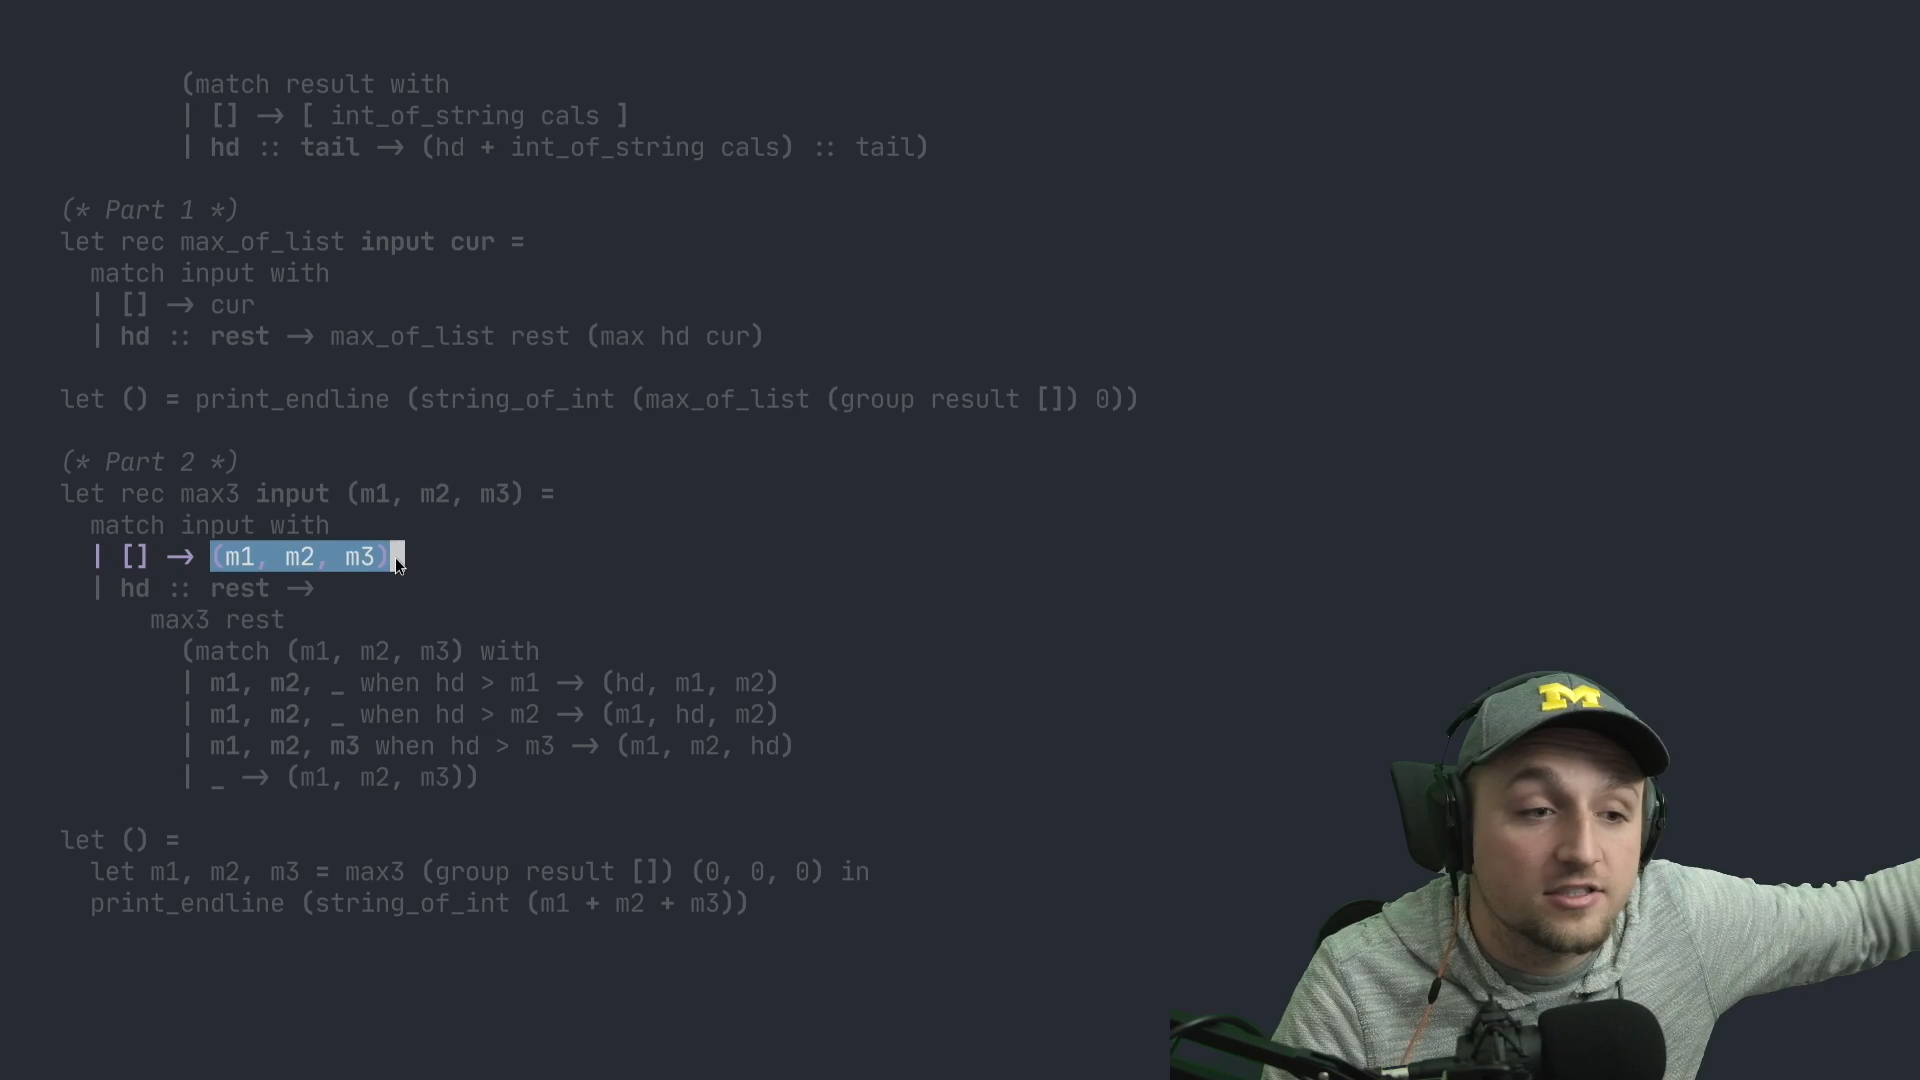 (match result with
| [] → [ int_of_string cals ]
| hd :: tail → (hd + int_of_string cals) :: tail)
(* Part 1 *)
let rec max_of_list input cur =
match input with
| [] → cur
| hd :: rest → max_of_list rest (max hd cur)
let () = print_endline (string_of_int (max_of_list (group result []) 0))
(* Part 2 *)
let rec max3 input (m1, m2, m3) =
match input with
| [] → (m1, m2, m3)
| hd :: rest →
max3 rest
(match (m1, m2, m3) with
| m1, m2, _ when hd > m1 → (hd, m1, m2)
| m1, m2, _ when hd > m2 → (m1, hd, m2)
| m1, m2, m3 when hd > m3 → (m1, m2, hd)
| _ → (m1, m2, m3))
let () =
let m1, m2, m3 = max3 (group result []) (0, 0, 0) in
print_endline (string_of_int (m1 + m2 + m3))
M